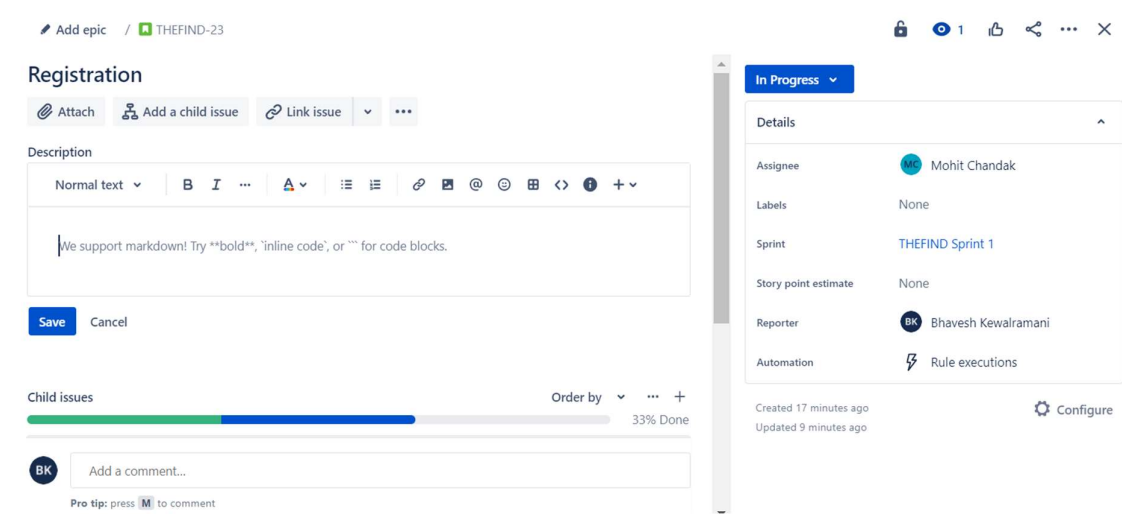 Add epic / THEFIND-23
1
Registration
Attach Add a child issue Link issue
Description
Normal text B I A @ <> +
We support markdown! Try **bold**, `inline code`, or ``` for code blocks.
Save Cancel
Child issues Order by
33% Done
BK Add a comment...
Pro tip: press M to comment
In Progress
Details
Assignee MC Mohit Chandak
Labels None
Sprint THEFIND Sprint 1
Story point estimate None
Reporter BK Bhavesh Kewalramani
Automation Rule executions
Created 17 minutes ago Configure
Updated 9 minutes ago